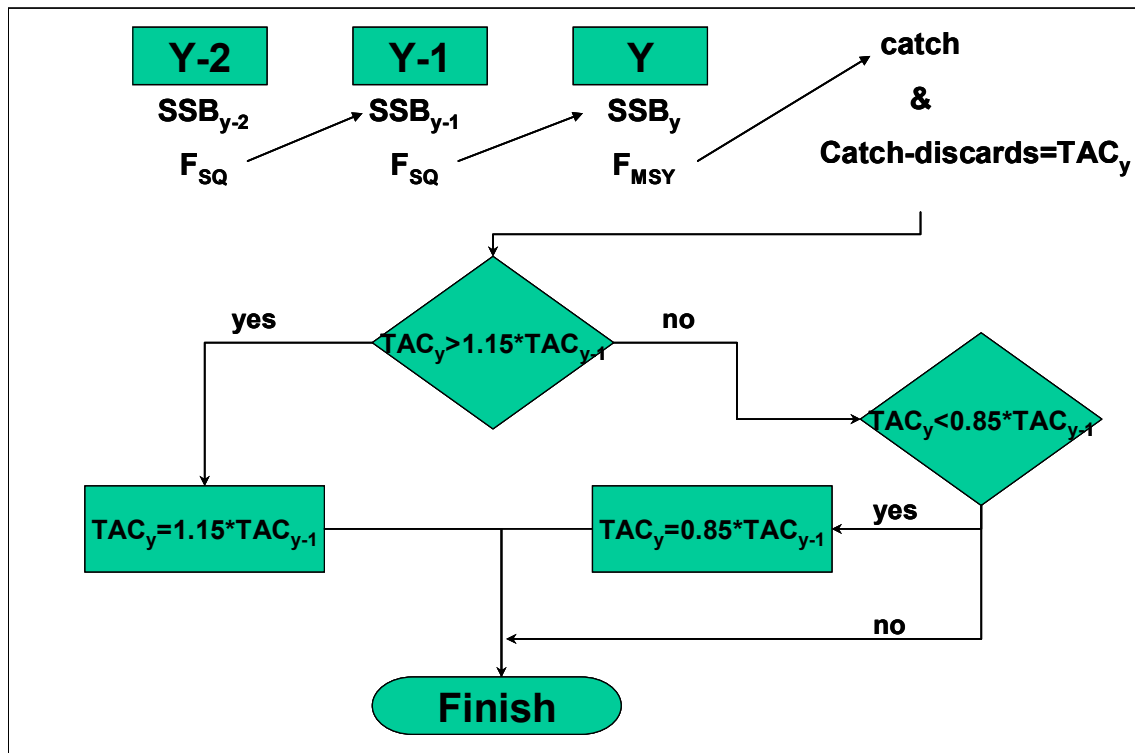 Y-2
Y-1
Y
catch
SSBy-2
SSBy-1
SSBy
&
FSQ
FSQ
FMSY
Catch-discards=TACy
yes
no
TACy>1.15*TACy-1
TACy<0.85*TACy-1
TACy=1.15*TACy-1
TACy=0.85*TACy-1
yes
no
Finish